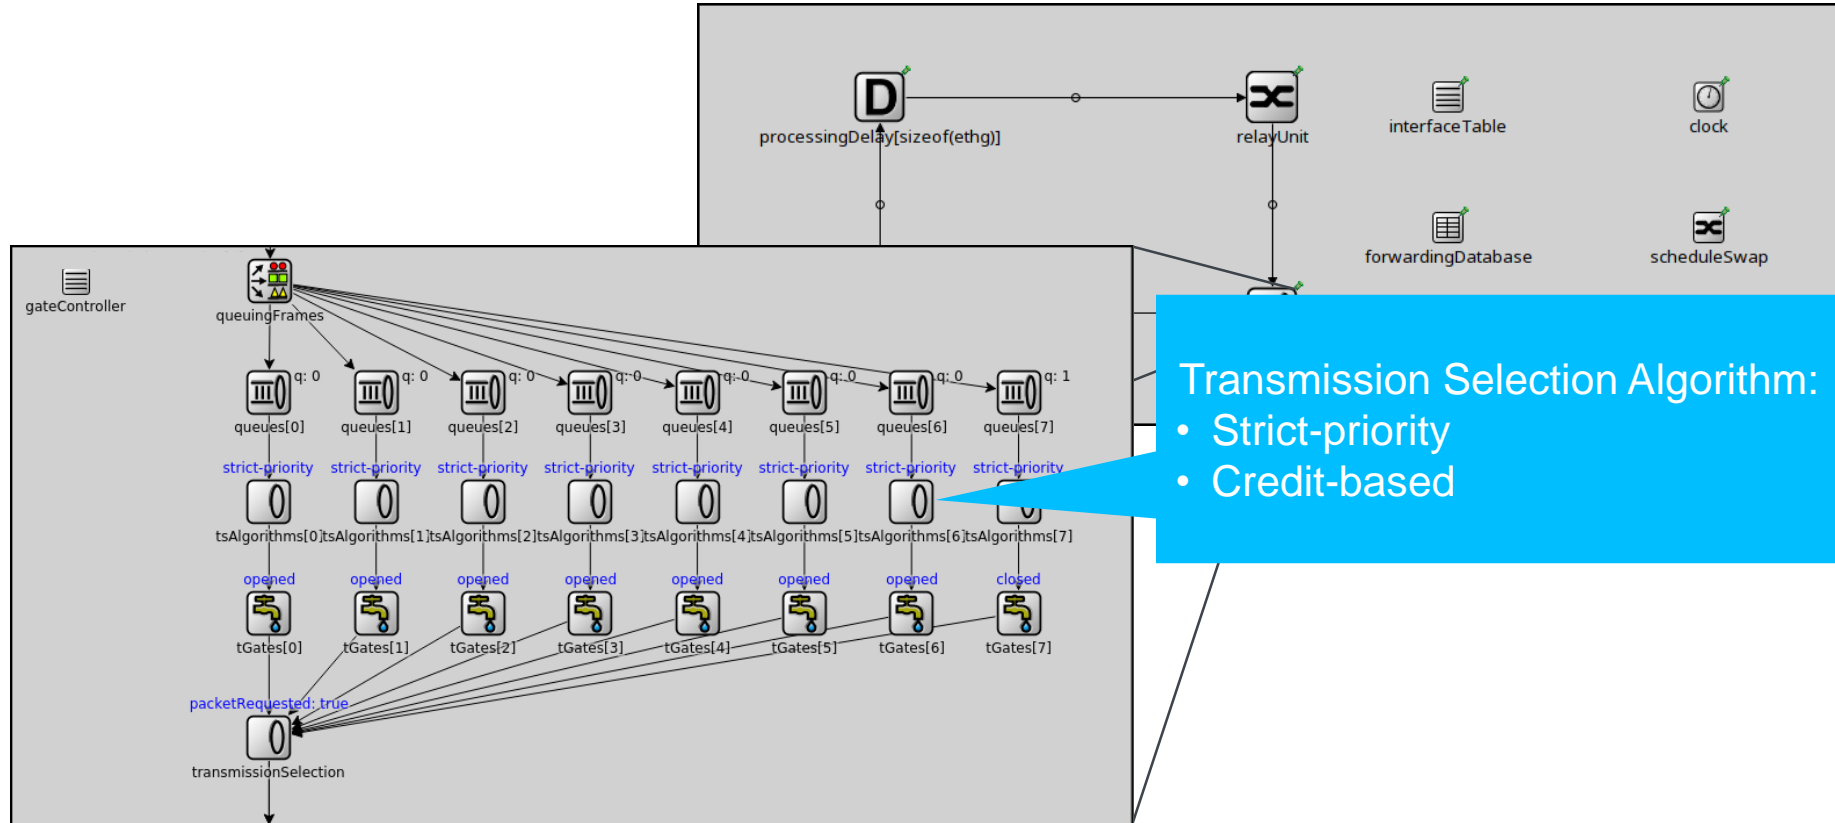 processingDelay[sizeof(ethg)]
relayUnit
interfaceTable
clock
forwardingDatabase
scheduleSwap
gateController
queuingFrames
q: 0 q: 0 q: 0 q: 0 q: 0 q: 0 q: 0 q: 1
queues[0] queues[1] queues[2] queues[3] queues[4] queues[5] queues[6] queues[7]
strict-priority strict-priority strict-priority strict-priority strict-priority strict-priority strict-priority strict-priority
tsAlgorithms[0] tsAlgorithms[1] tsAlgorithms[2] tsAlgorithms[3] tsAlgorithms[4] tsAlgorithms[5] tsAlgorithms[6] tsAlgorithms[7]
opened opened opened opened opened opened opened closed
tGates[0] tGates[1] tGates[2] tGates[3] tGates[4] tGates[5] tGates[6] tGates[7]
packetRequested: true
transmissionSelection
Transmission Selection Algorithm:
• Strict-priority
• Credit-based
D